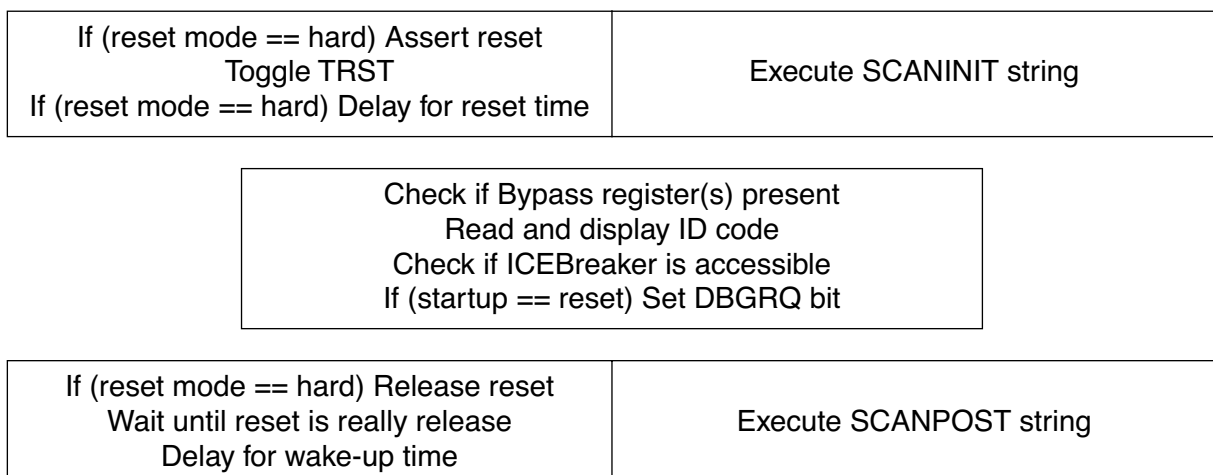 If (reset mode == hard) Assert reset
Toggle TRST
If (reset mode == hard) Delay for reset time
Execute SCANINIT string
Check if Bypass register(s) present
Read and display ID code
Check if ICEBreaker is accessible
If (startup == reset) Set DBGRQ bit
If (reset mode == hard) Release reset
Wait until reset is really release
Delay for wake-up time
Execute SCANPOST string